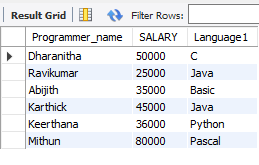 Result Grid Filter Rows:
Programmer_name SALARY Language1
Dharanitha 50000 C
Ravikumar 25000 Java
Abijith 35000 Basic
Karthick 45000 Java
Keerthana 36000 Python
Mithun 80000 Pascal